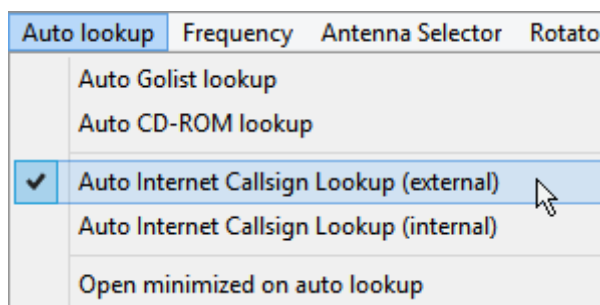 Auto lookup Frequency Antenna Selector Rotato
Auto Golist lookup
Auto CD-ROM lookup
Auto Internet Callsign Lookup (external)
Auto Internet Callsign Lookup (internal)
Open minimized on auto lookup